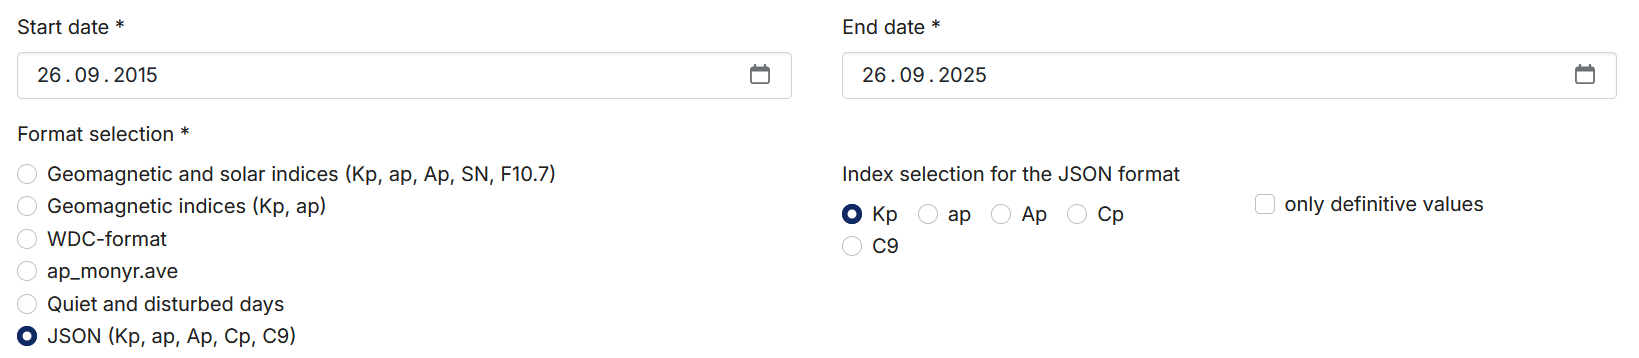 Start date *
26.09.2015
End date *
26.09.2025
Format selection *
Geomagnetic and solar indices (Kp, ap, Ap, SN, F10.7)
Geomagnetic indices (Kp, ap)
WDC-format
ap_monyr.ave
Quiet and disturbed days
JSON (Kp, ap, Ap, Cp, C9)
Index selection for the JSON format
Kp ap Ap Cp
C9
only definitive values